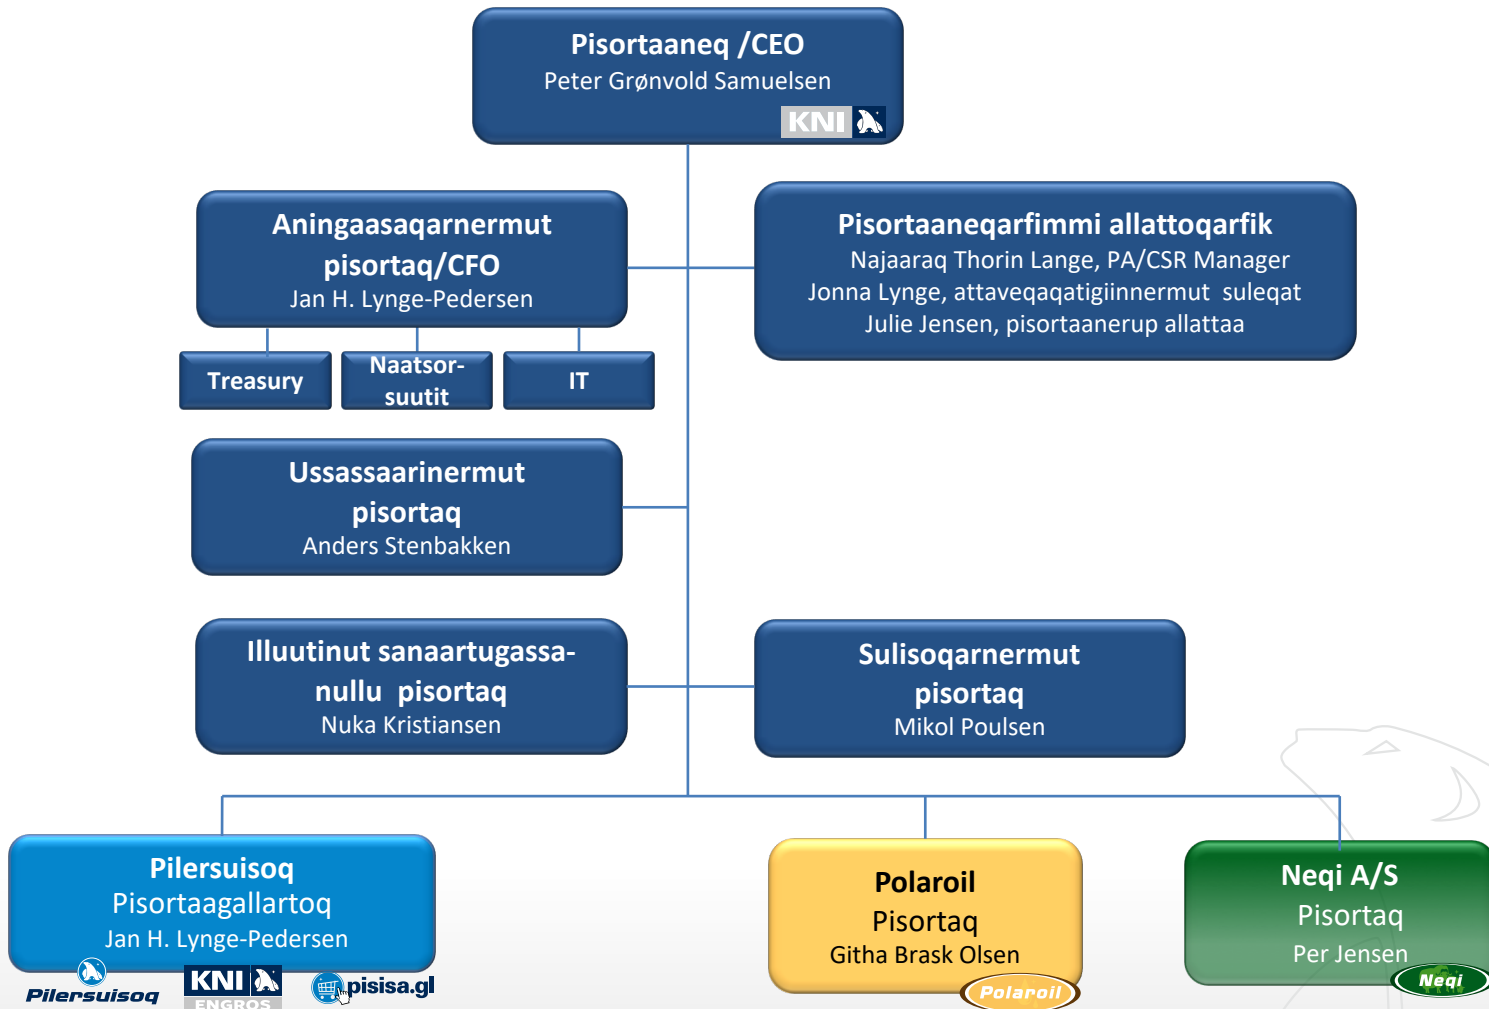 Pisortaaneq /CEO
Peter Grønvold Samuelsen
KNI
Aningaasaqarnermut
pisortaq/CFO
Jan H. Lynge-Pedersen
Pisortaaneqarfimmi allattoqarfik
Najaaraq Thorin Lange, PA/CSR Manager
Jonna Lynge, attaveqaqatigiinnermut suleqat
Julie Jensen, pisortaanerup allattaa
Treasury
Naatsor-
suutit
IT
Ussassaarinermut
pisortaq
Anders Stenbakken
Illuutinut sanaartugassa-
nullu pisortaq
Nuka Kristiansen
Sulisoqarnermut
pisortaq
Mikol Poulsen
Pilersuisoq
Pisortaagallartoq
Jan H. Lynge-Pedersen
Pilersuisoq
KNI
ENGROS
pisisa.gl
Polaroil
Pisortaq
Githa Brask Olsen
Polaroil
Neqi A/S
Pisortaq
Per Jensen
Neqi